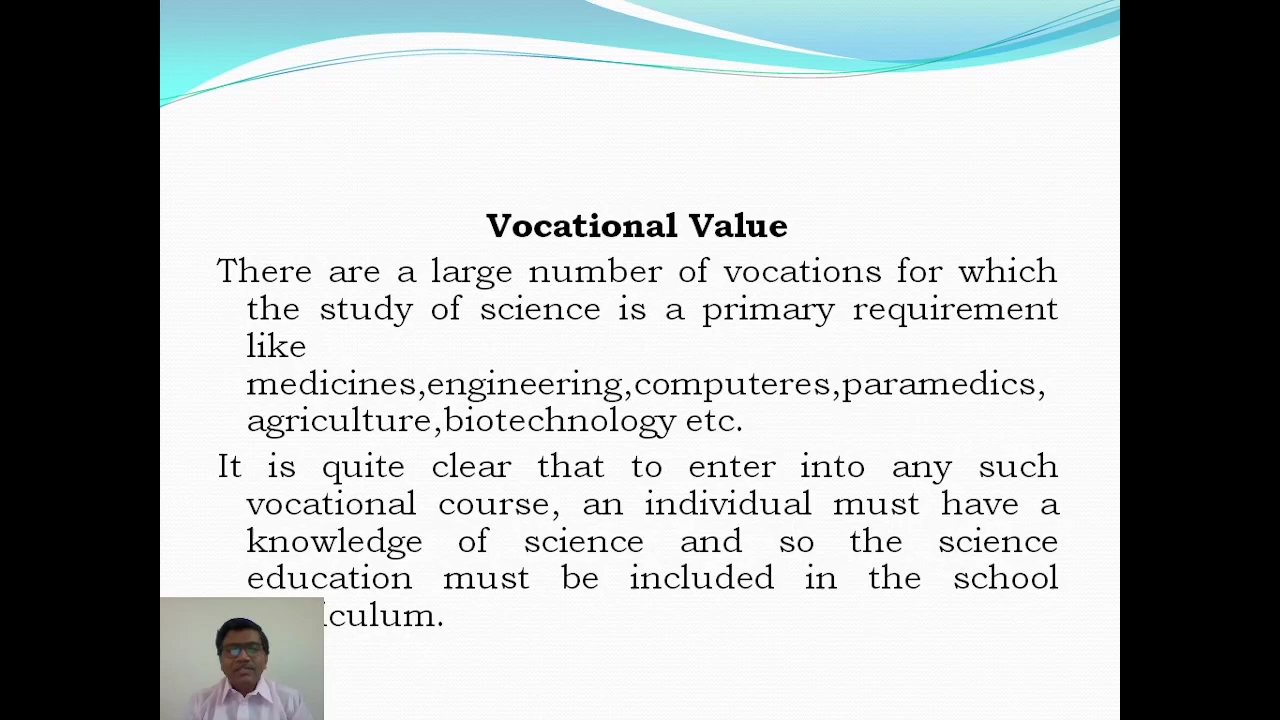 Vocational Value
There are a large number of vocations for which
the study of science is a primary requirement
like
medicines,engineering,computeres,paramedics,
agriculture,biotechnology etc.
It is quite clear that to enter into any such
vocational course, an individual must have a
knowledge of science and so the science
education must be included in the school
iculum.